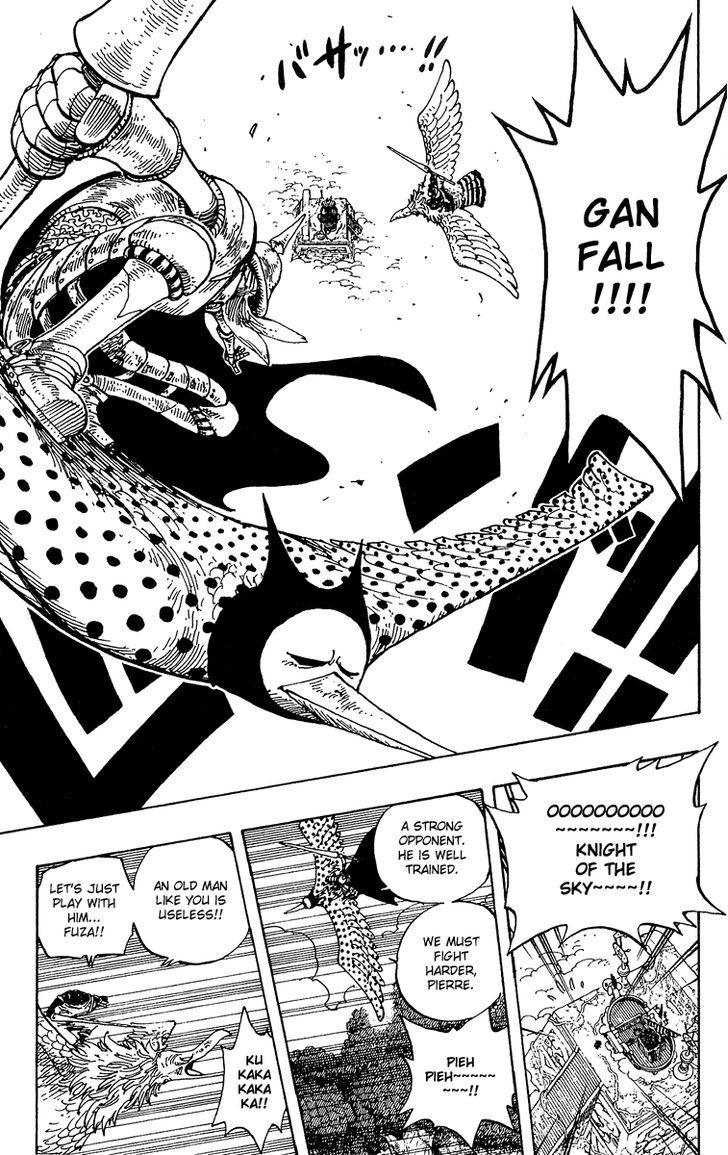 バサッ・・・・!!
GAN
FALL
!!!!
OOOOOOOOOO
~~~~~~~!!!
KNIGHT
OF THE
SKY~~~~!!
A STRONG
OPPONENT.
HE IS WELL
TRAINED.
WE MUST
FIGHT
HARDER,
PIERRE.
PIEH
PIEH~~~~~
~~~!!
AN OLD MAN
LIKE YOU IS
USELESS!!
LET'S JUST
PLAY WITH
HIM...
FUZA!!
KU
KAKA
KAKA
KA!!